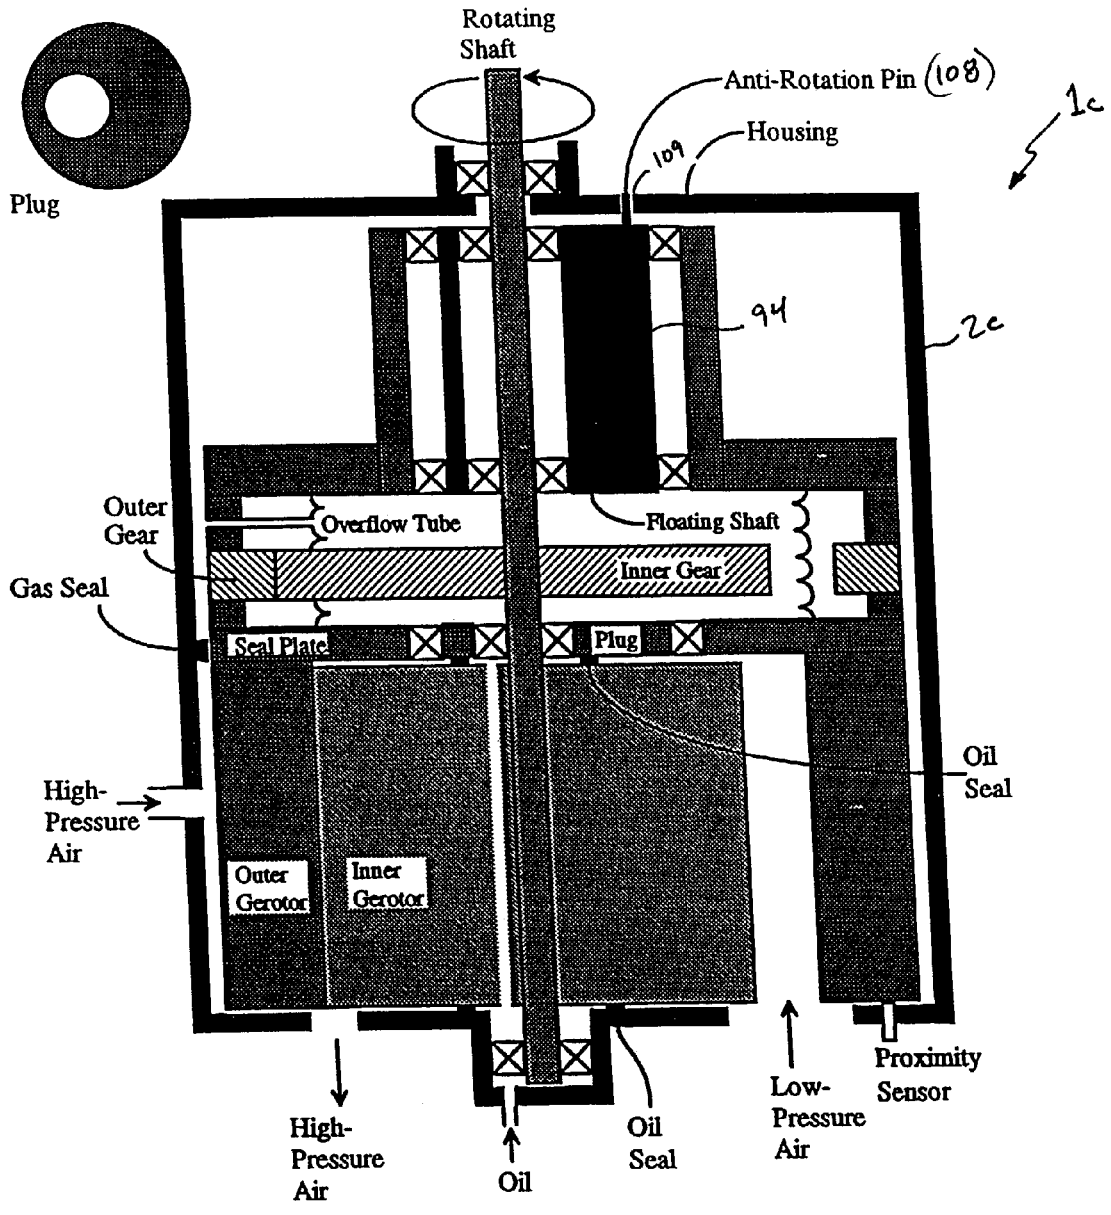 Rotating
Shaft
Anti-Rotation Pin (108)
1c
109
Housing
Plug
94
2c
Outer
Gear
Overflow Tube
Floating Shaft
Inner Gear
Gas Seal
Seal Plate
Plug
Oil
Seal
High-
Pressure
Air
Outer
Gerotor
Inner
Gerotor
Proximity
Sensor
Low-
Pressure
Air
High-
Pressure
Air
Oil
Seal
Oil